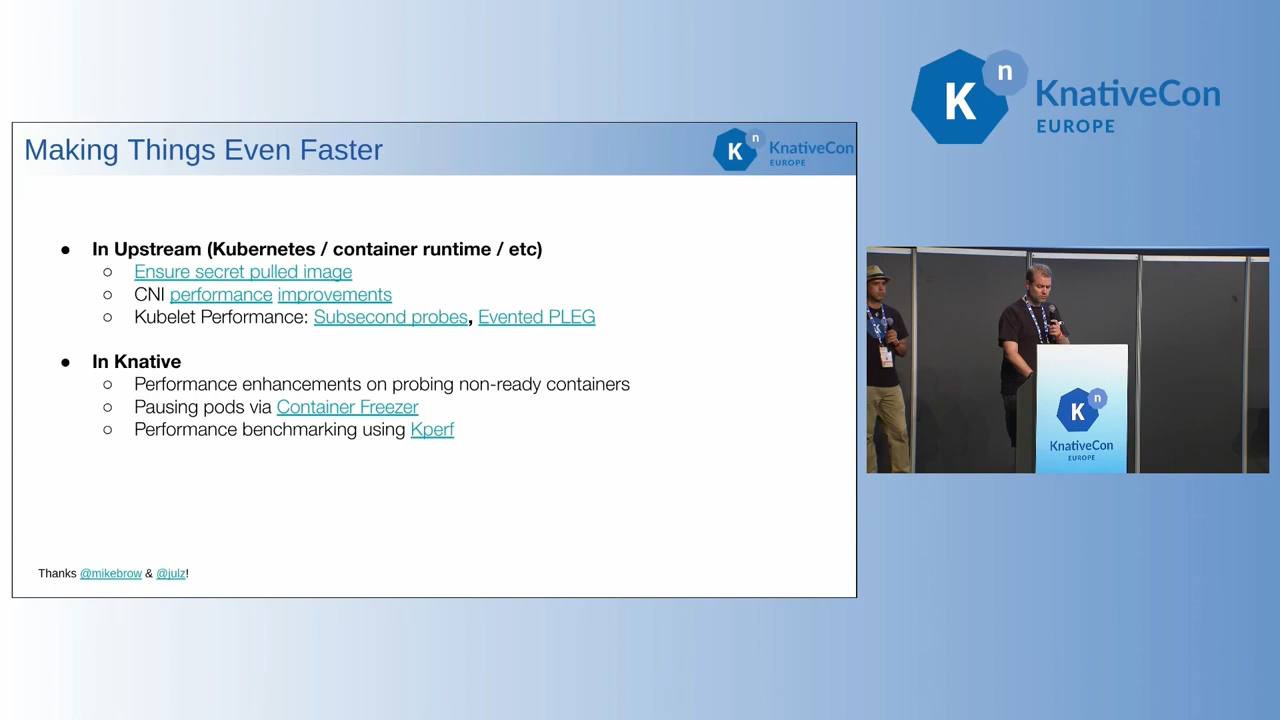 K n KnativeCon
EUROPE
Making Things Even Faster
K n KnativeCon
EUROPE
● In Upstream (Kubernetes / container runtime / etc)
○ Ensure secret pulled image
○ CNI performance improvements
○ Kubelet Performance: Subsecond probes, Evented PLEG
● In Knative
○ Performance enhancements on probing non-ready containers
○ Pausing pods via Container Freezer
○ Performance benchmarking using Kperf
Thanks @mikebrow & @julz!
K n
KnativeCon
EUROPE